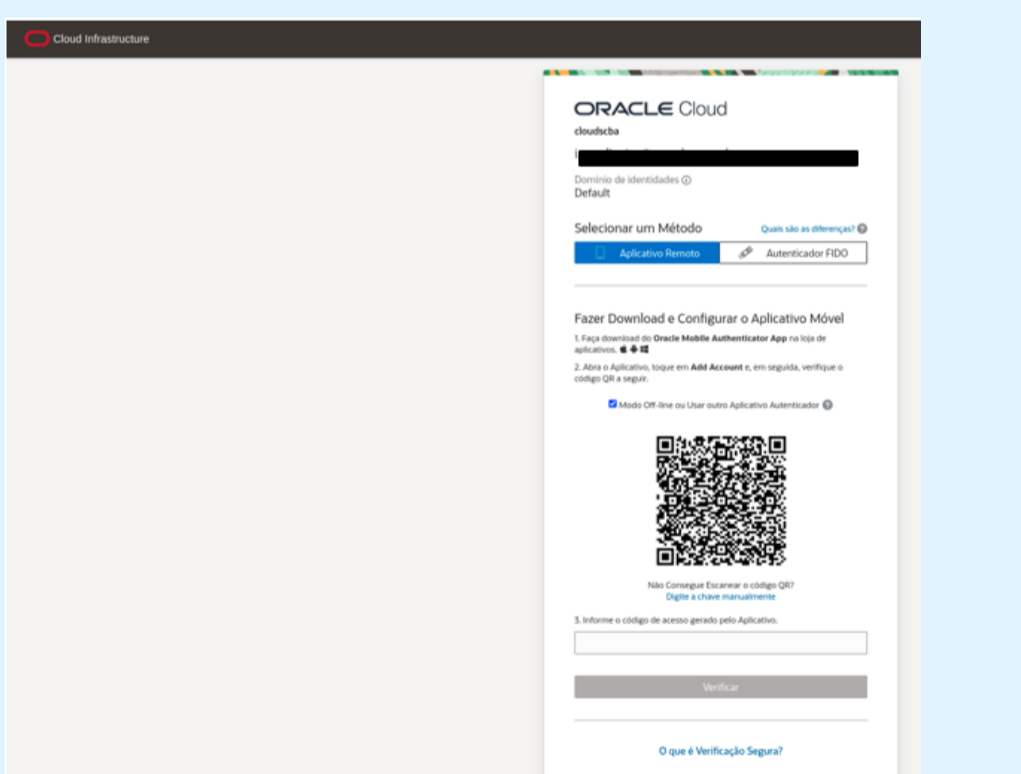 Cloud Infrastructure
ORACLE Cloud
cloudscba
Domínio de identidades
Default
Selecionar um Método Quais são as diferenças?
Aplicativo Remoto Autenticador FIDO
Fazer Download e Configurar o Aplicativo Móvel
1. Faça download do Oracle Mobile Authenticator App na loja de
aplicativos.
2. Abra o Aplicativo, toque em Add Account e, em seguida, verifique o
código QR a seguir.
Modo Off-line ou Usar outro Aplicativo Autenticador
Não Consegue Escanear o código QR?
Digite a chave manualmente
3. Informe o código de acesso gerado pelo Aplicativo.
Verificar
O que é Verificação Segura?